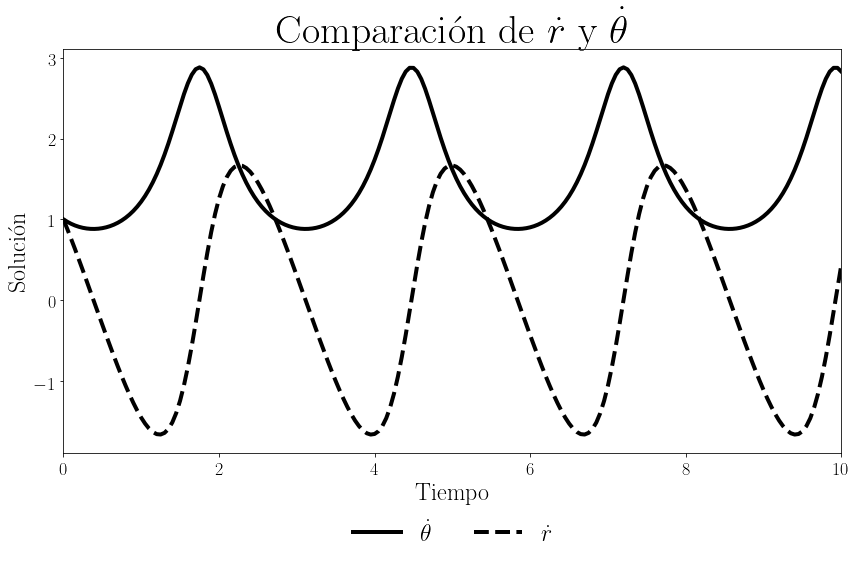 Comparación de ṙ y θ̇
3
2
1
0
−1
Solución
0 2 4 6 8 10
Tiempo
θ̇ ṙ